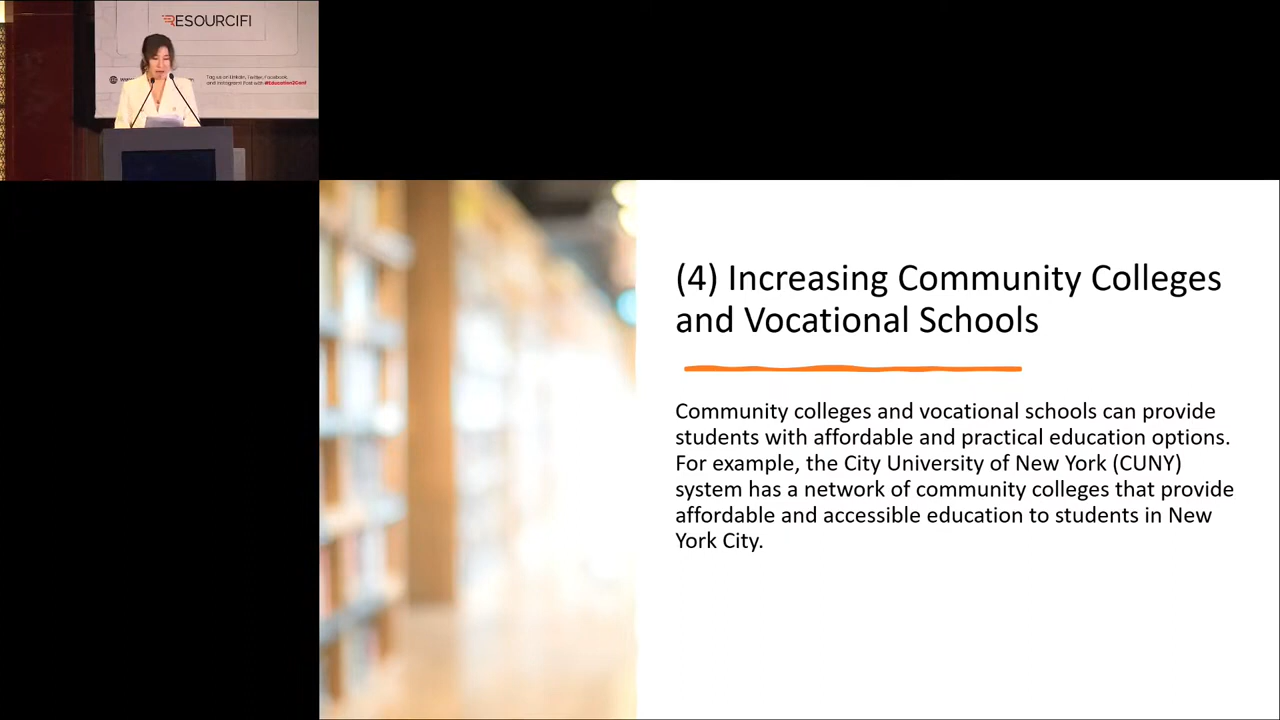 RESOURCIFI
Tag us on LinkedIn, Twitter, Facebook,
and Instagram! Post with #Education2Conf
(4) Increasing Community Colleges
and Vocational Schools
Community colleges and vocational schools can provide
students with affordable and practical education options.
For example, the City University of New York (CUNY)
system has a network of community colleges that provide
affordable and accessible education to students in New
York City.